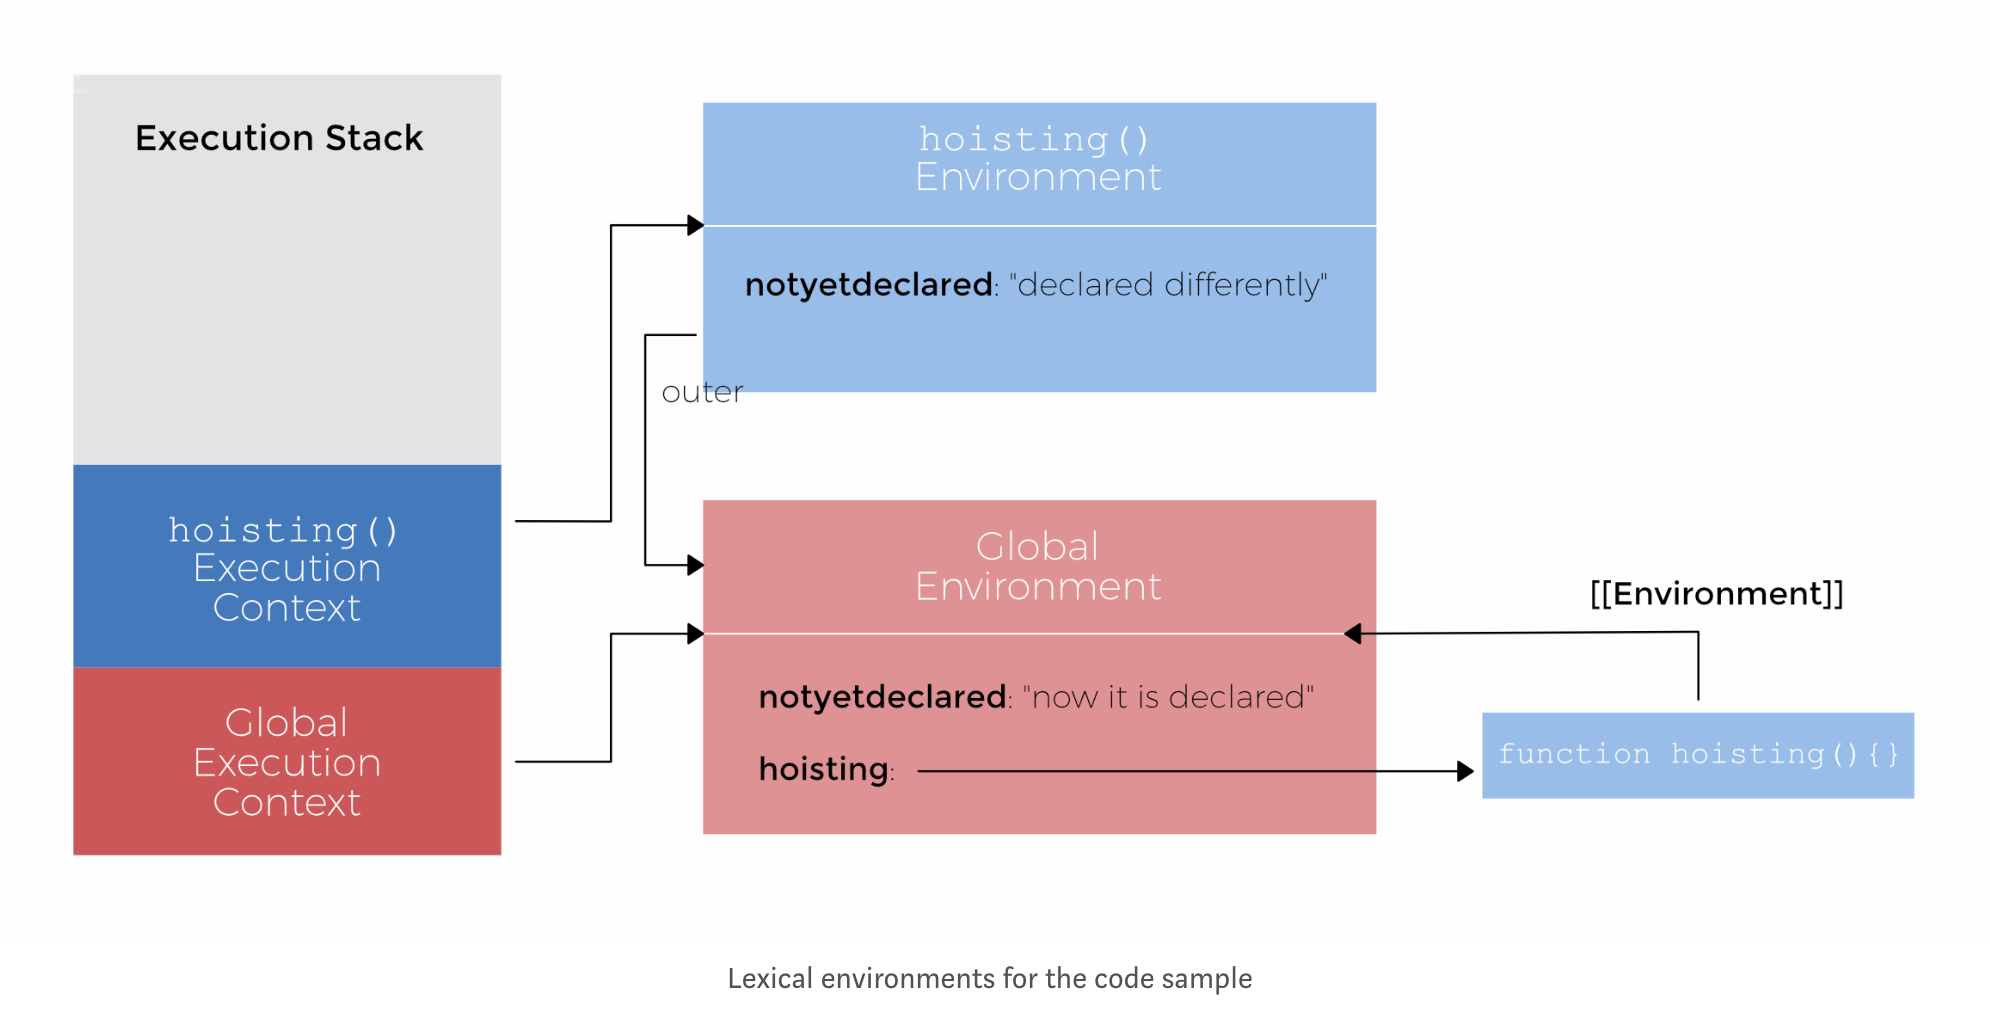 Execution Stack
hoisting()
Execution
Context
Global
Execution
Context
hoisting()
Environment
notyetdeclared: "declared differently"
outer
Global
Environment
notyetdeclared: "now it is declared"
hoisting:
[[Environment]]
function hoisting(){}
Lexical environments for the code sample